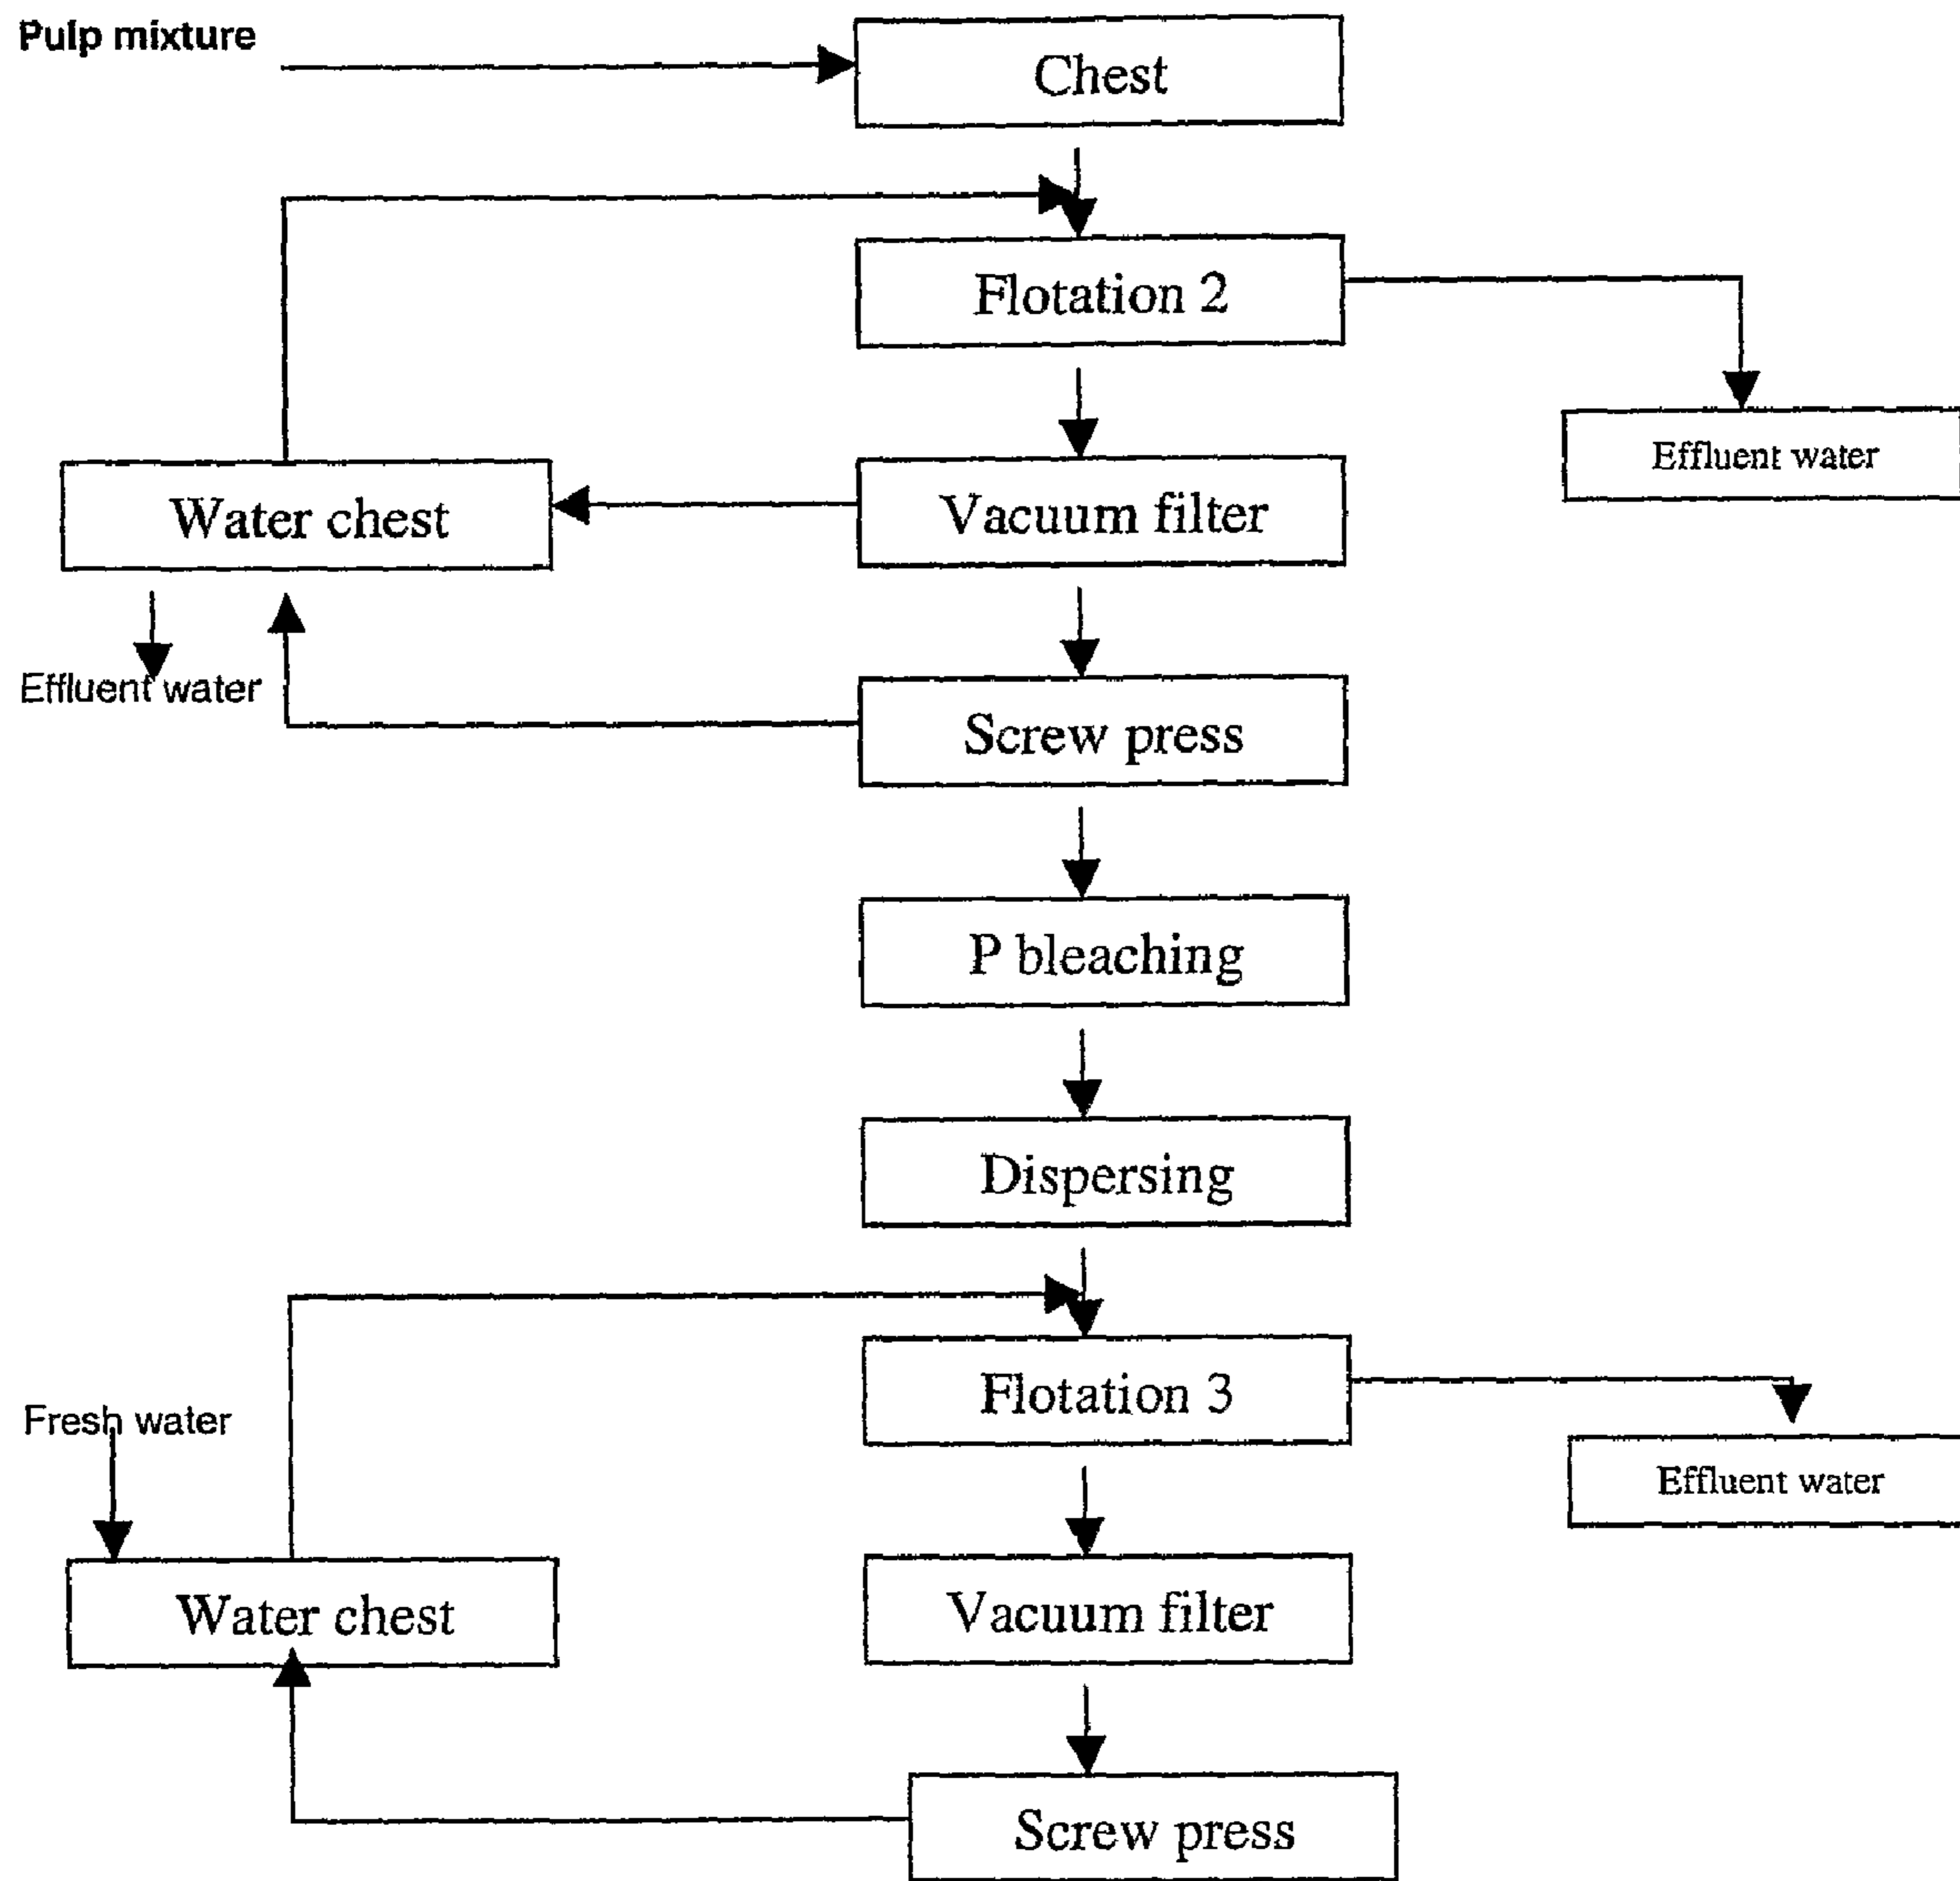 Pulp mixture
Chest
Flotation 2
Effluent water
Water chest
Vacuum filter
Effluent water
Screw press
P bleaching
Dispersing
Flotation 3
Fresh water
Effluent water
Water chest
Vacuum filter
Screw press